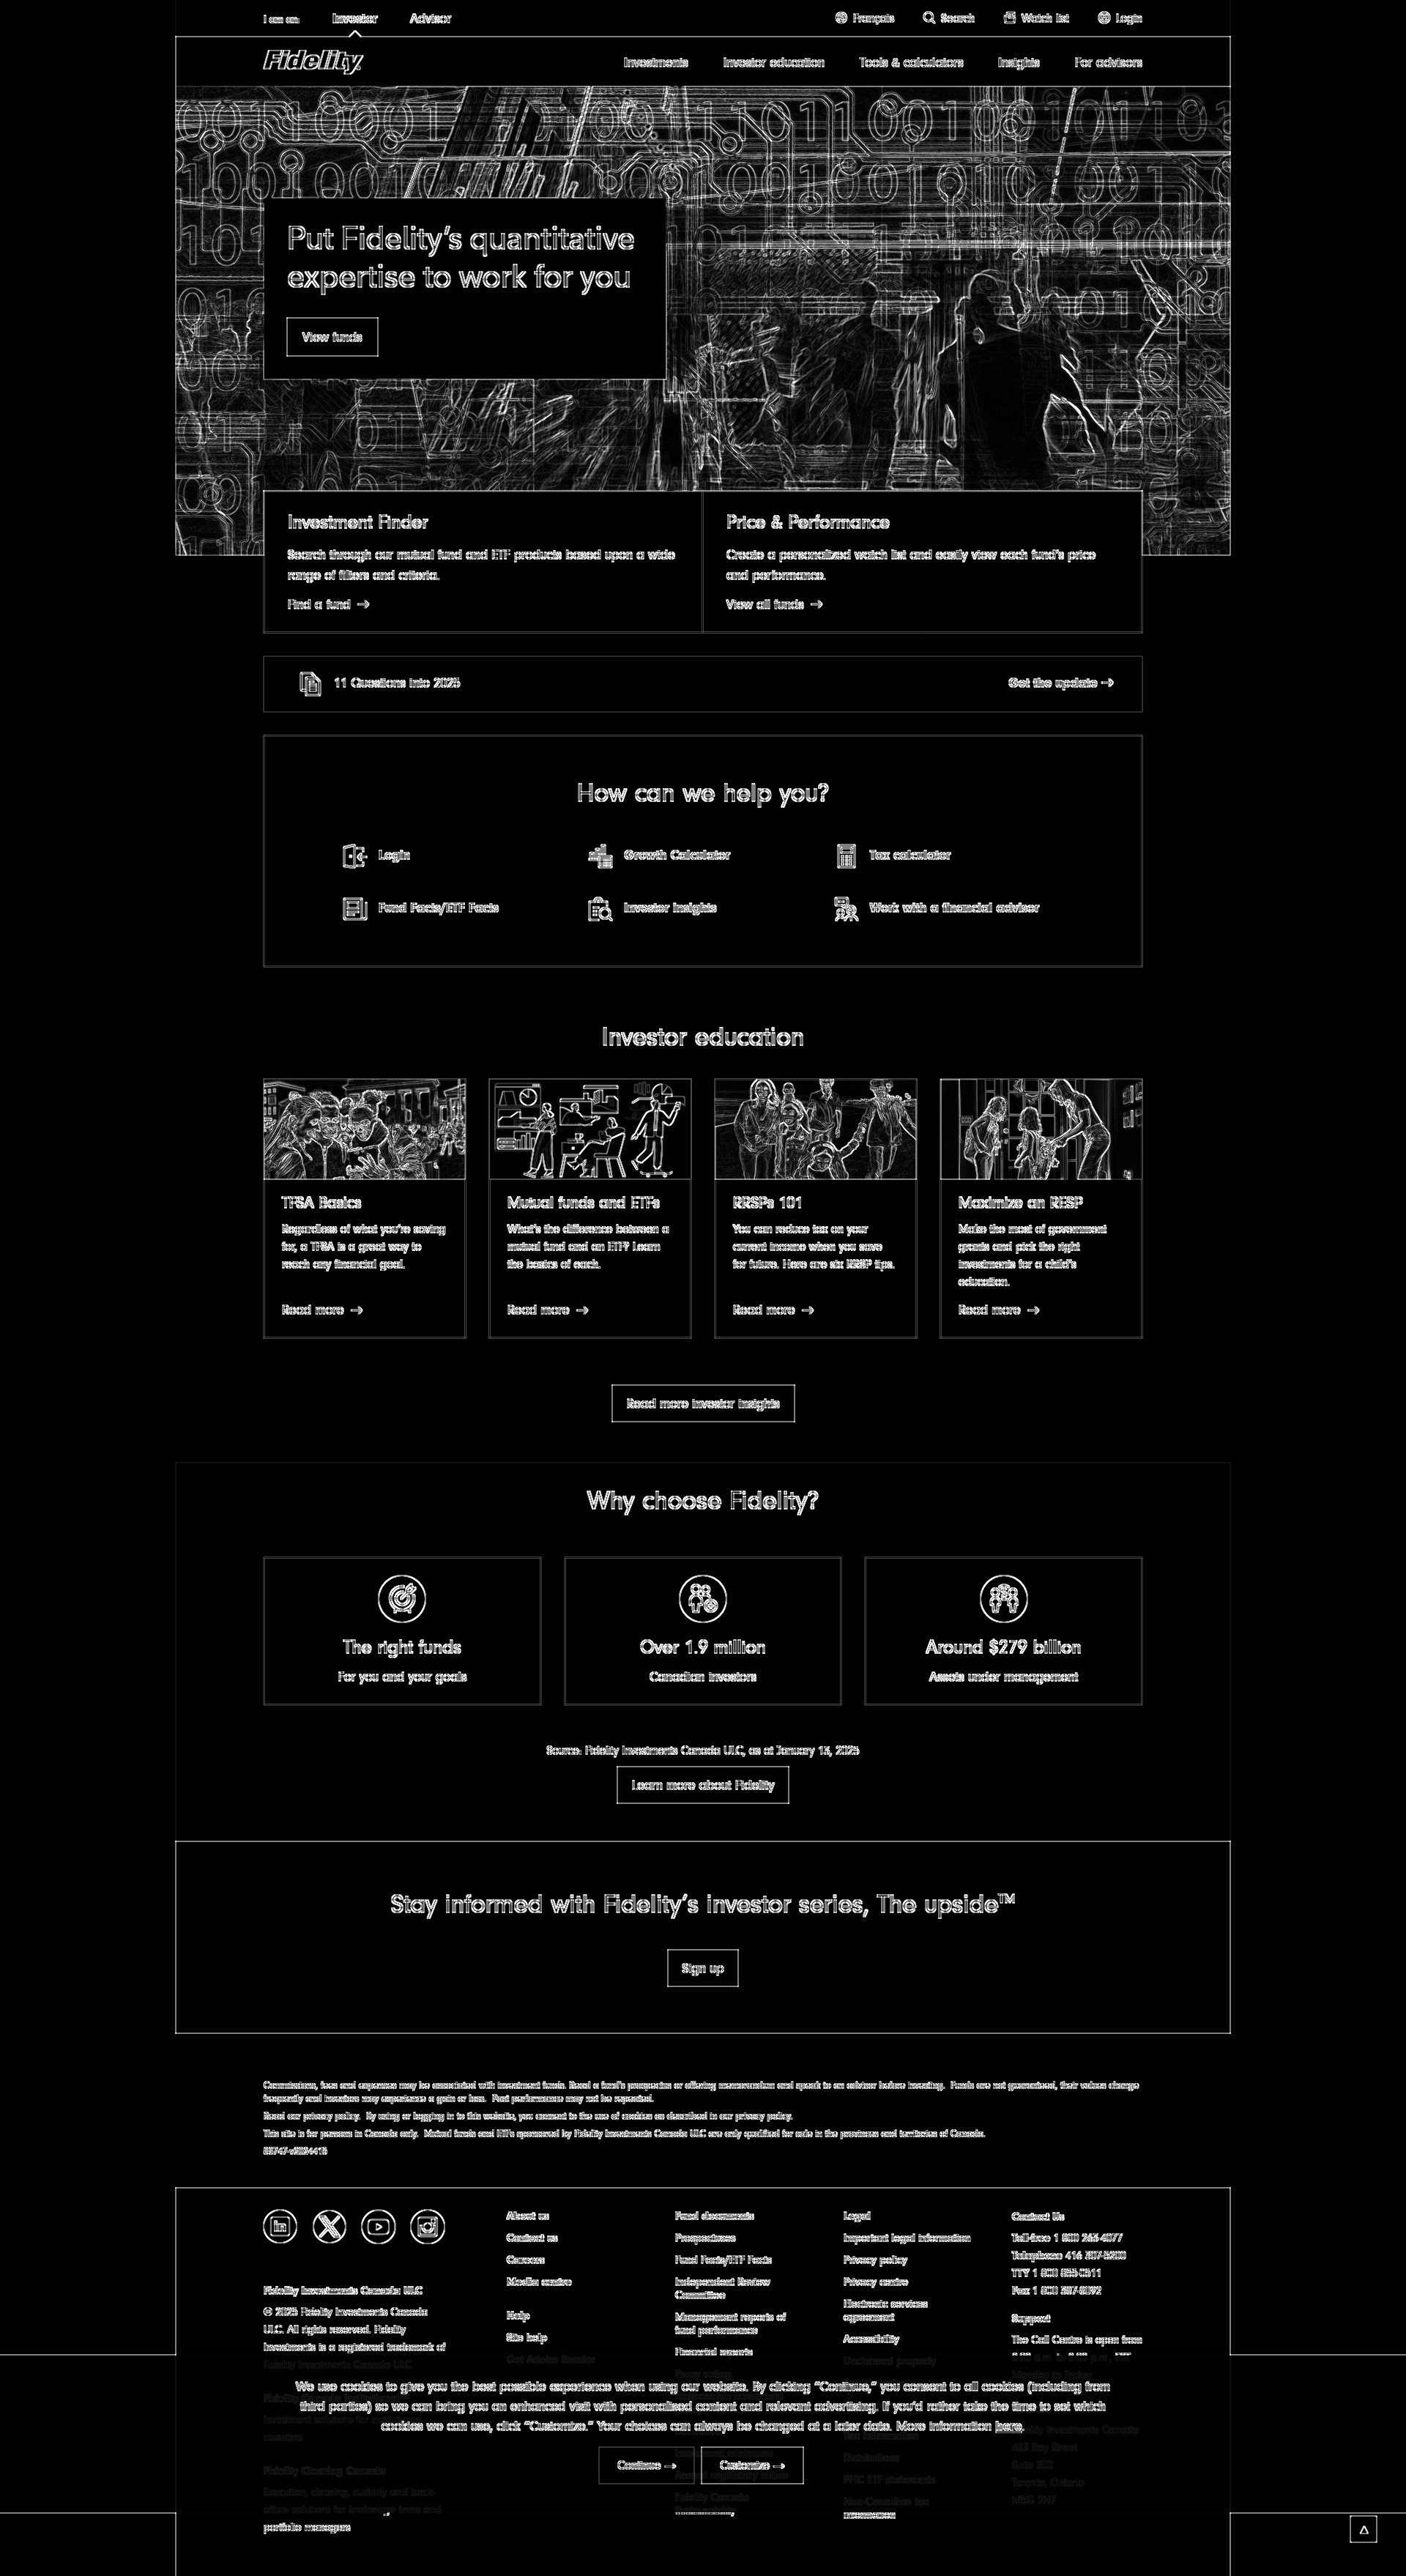 I am an: Investor Advisor Français Search Watch list Login
Fidelity Investments Investor education Tools & calculators Insights For advisors
Put Fidelity's quantitative
expertise to work for you
View funds
Investment Finder
Search through our mutual fund and ETF products based upon a wide
range of filters and criteria.
Find a fund →
Price & Performance
Create a personalized watch list and easily view each fund's price
and performance.
View all funds →
11 Questions into 2025 Get the update →
How can we help you?
Login Growth Calculator Tax calculator
Fund Facts/ETF Facts Investor Insights Work with a financial advisor
Investor education
TFSA Basics
Regardless of what you're saving
for, a TFSA is a great way to
reach any financial goal.
Read more →
Mutual funds and ETFs
What's the difference between a
mutual fund and an ETF? Learn
the basics of each.
Read more →
RRSPs 101
You can reduce tax on your
current income when you save
for future. Here are six RRSP tips.
Read more →
Maximize an RESP
Make the most of government
grants and pick the right
investments for a child's
education.
Read more →
Read more investor insights
Why choose Fidelity?
The right funds
For you and your goals
Over 1.9 million
Canadian investors
Around $279 billion
Assets under management
Source: Fidelity Investments Canada ULC, as at January 13, 2025
Learn more about Fidelity
Stay informed with Fidelity's investor series, The upside™
Sign up
Commissions, fees and expenses may be associated with investment funds. Read a fund's prospectus or offering memorandum and speak to an advisor before investing. Funds are not guaranteed, their values change
frequently and investors may experience a gain or loss. Past performance may not be repeated.
Read our privacy policy. By using or logging in to this website, you consent to the use of cookies as described in our privacy policy.
This site is for persons in Canada only. Mutual funds and ETFs sponsored by Fidelity Investments Canada ULC are only qualified for sale in the provinces and territories of Canada.
Fidelity Investments Canada ULC
© 2025 Fidelity Investments Canada
ULC. All rights reserved. Fidelity
Investments is a registered trademark of
Fidelity Investments Canada ULC
Fidelity Clearing Canada
Execution, clearing, custody and back-
office solutions for brokerage firms and
portfolio managers
About us
Contact us
Careers
Media centre
Help
Site help
Get Adobe Reader
Fund documents
Prospectuses
Fund Facts/ETF Facts
Independent Review
Committee
Management reports of
fund performance
Financial reports
Proxy voting
Fidelity Canada
Legal
Important legal information
Privacy policy
Privacy centre
Electronic services
agreement
Accessibility
Unclaimed property
Distributions
PFIC ETF statements
Non-Canadian tax
Contact Us
Toll-free 1 800 263-4077
Telephone 416 307-5200
Support
The Call Centre is open from
Monday to Friday
Fidelity Investments Canada
483 Bay Street
Toronto, Ontario
M5G 2N7
We use cookies to give you the best possible experience when using our website. By clicking "Continue," you consent to all cookies (including from
third parties) so we can bring you an enhanced visit with personalised content and relevant advertising. If you'd rather take the time to set which
cookies we can use, click "Customize." Your choices can always be changed at a later date. More information here.
Continue → Customize →